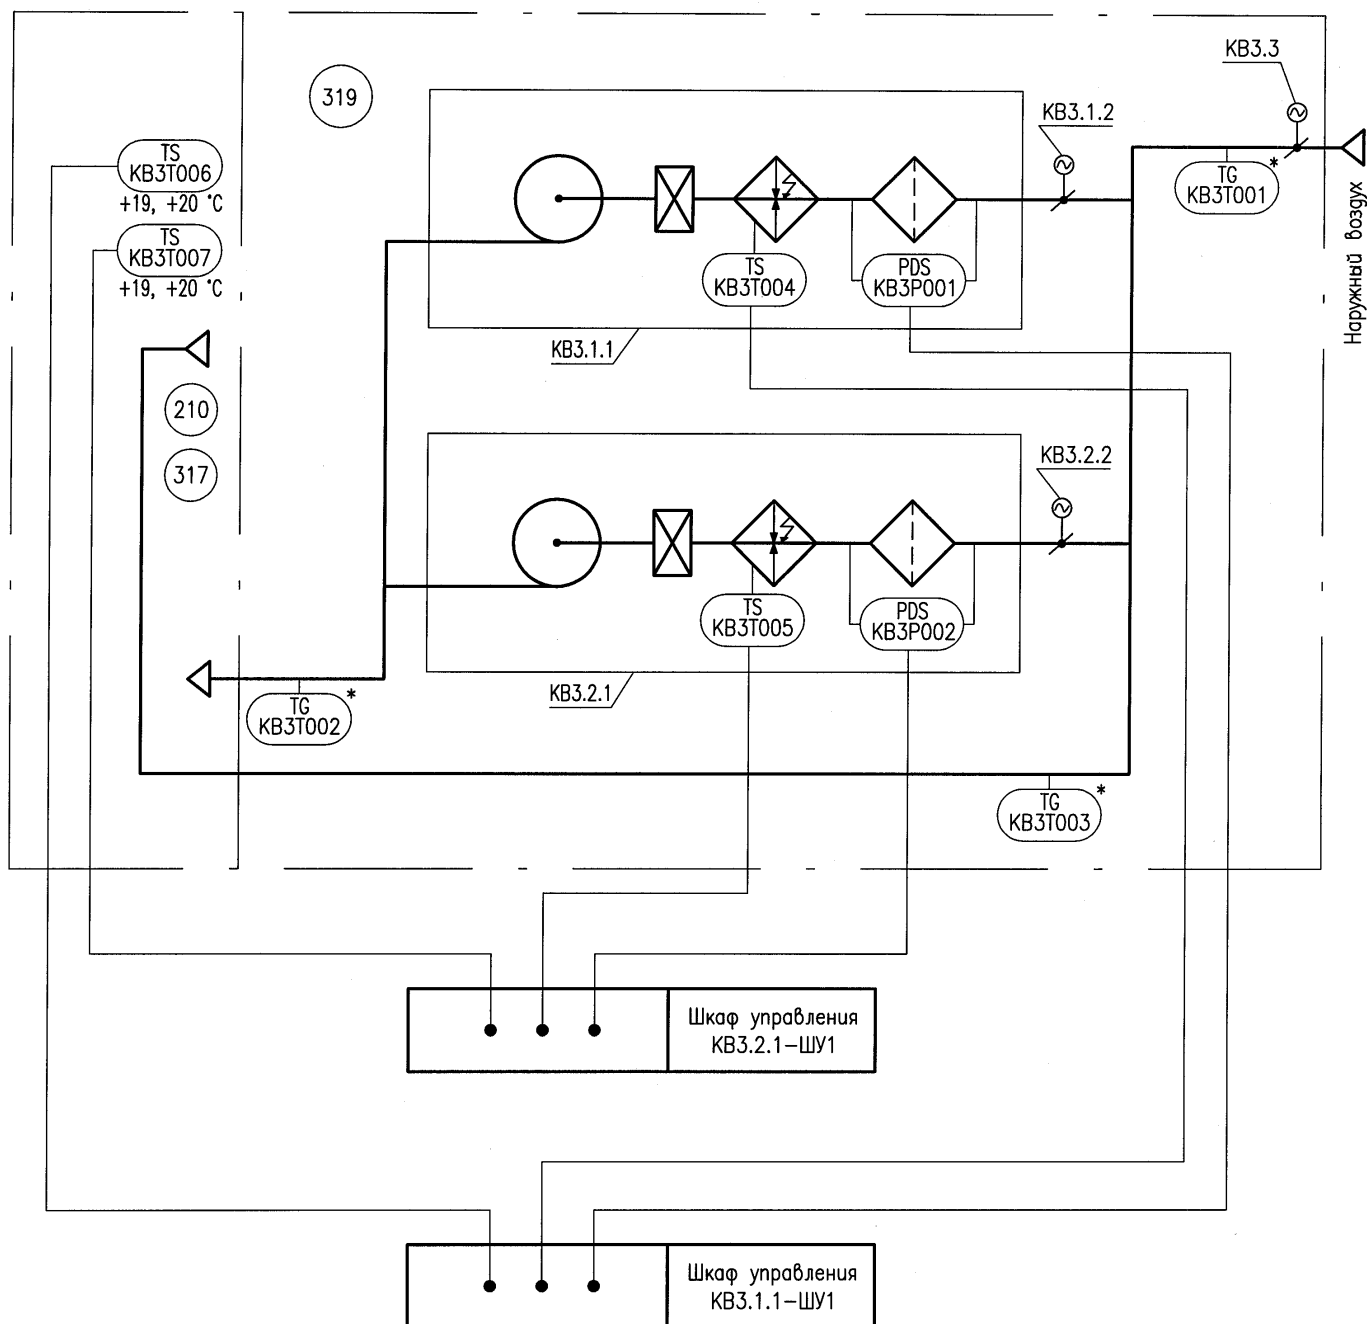 КВ3.3
319
КВ3.1.2
TS
КВ3Т006
+19, +20 °С
TG
КВ3Т001
*
Наружный воздух
TS
КВ3Т007
+19, +20 °С
TS
КВ3Т004
PDS
КВ3Р001
КВ3.1.1
210
317
КВ3.2.2
TS
КВ3Т005
PDS
КВ3Р002
КВ3.2.1
TG
КВ3Т002
*
TG
КВ3Т003
*
Шкаф управления
КВ3.2.1-ШУ1
Шкаф управления
КВ3.1.1-ШУ1